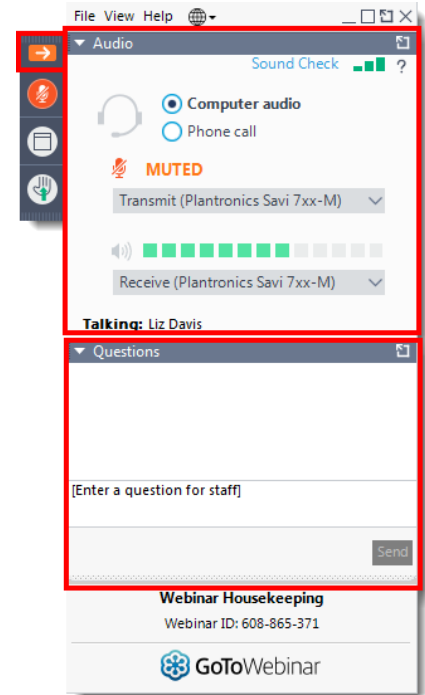 File View Help
Audio
Sound Check ?
Computer audio
Phone call
MUTED
Transmit (Plantronics Savi 7xx-M)
Receive (Plantronics Savi 7xx-M)
Talking: Liz Davis
Questions
[Enter a question for staff]
Send
Webinar Housekeeping
Webinar ID: 608-865-371
GoToWebinar